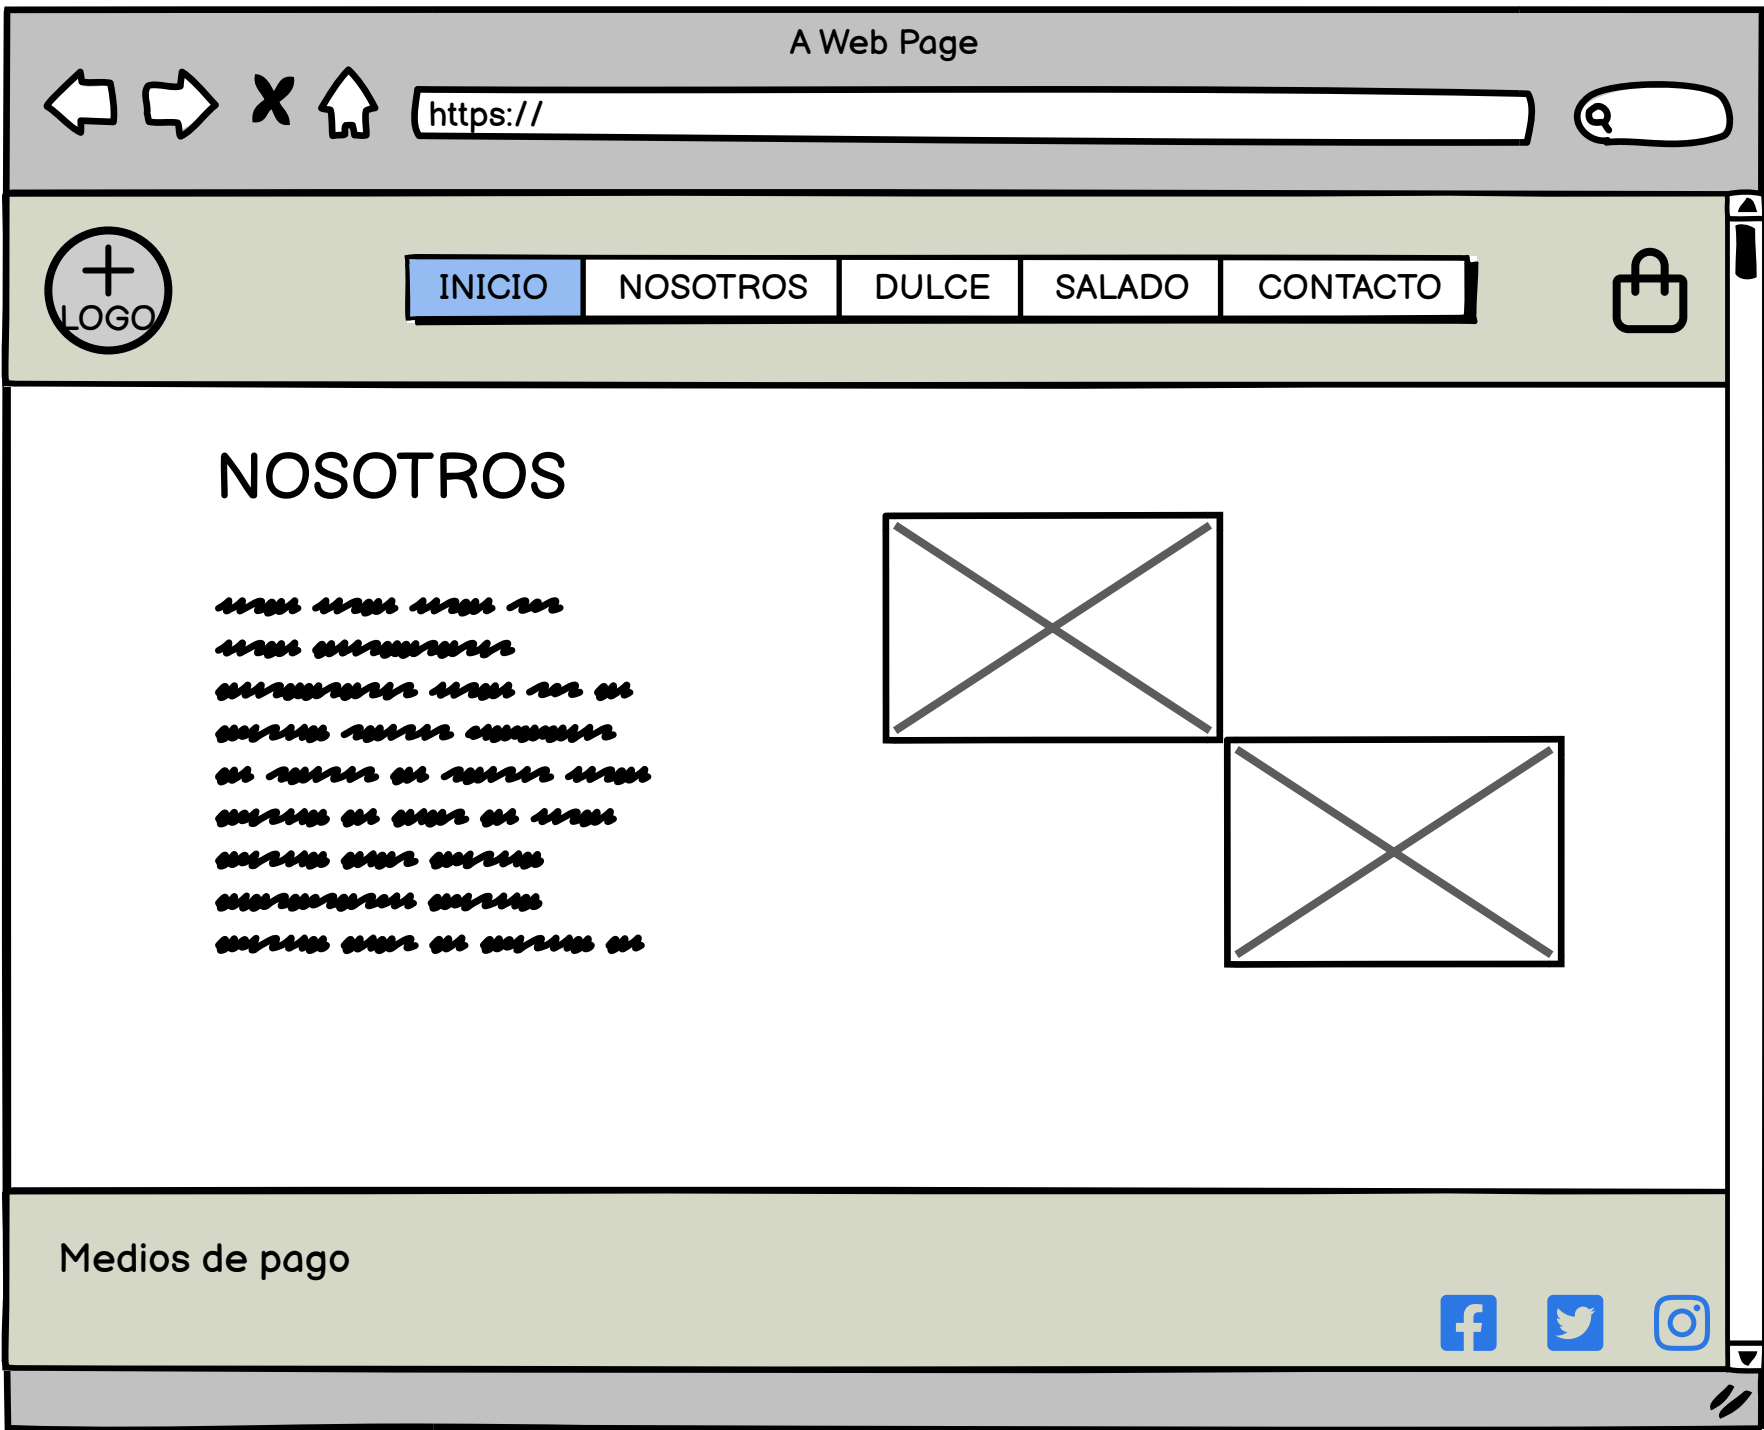 A Web Page
https://
LOGO
INICIO NOSOTROS DULCE SALADO CONTACTO
NOSOTROS
Medios de pago